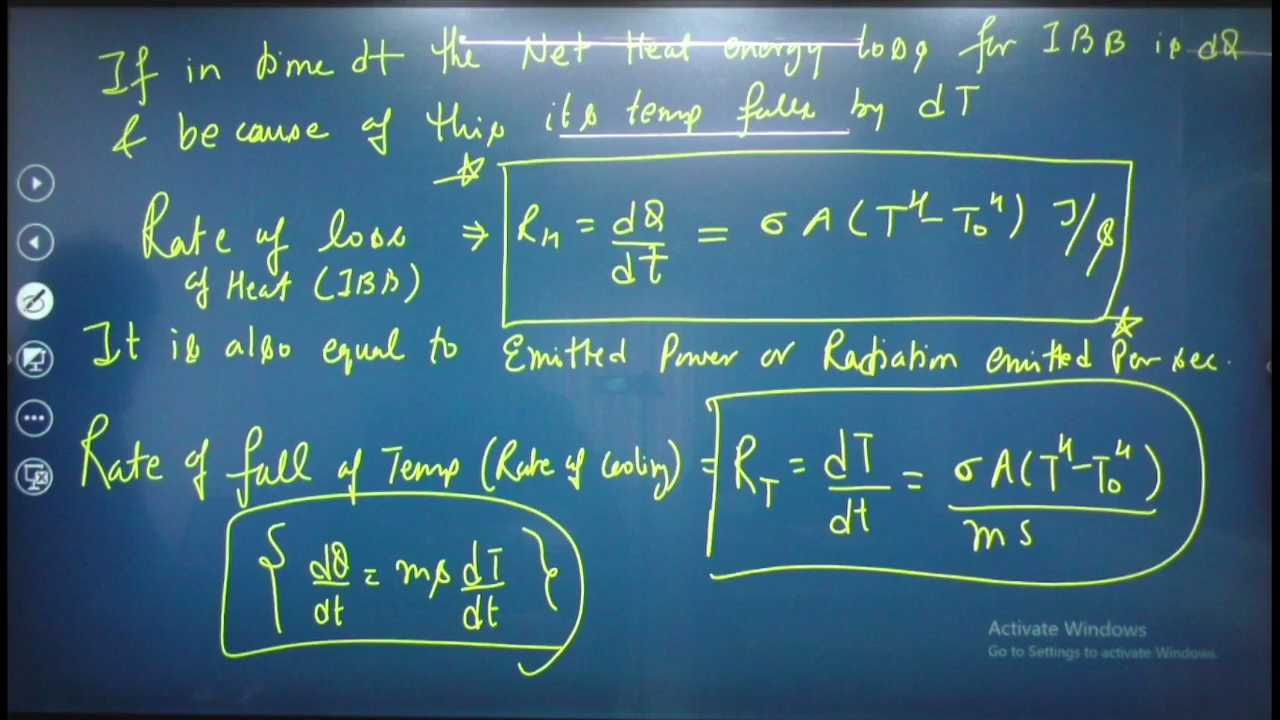 If in time dt the Net Heat energy loss for IBB is dQ
& because of this its temp falls by dT
Rate of loss ⇒ R_H = dQ/dt = σ A (T⁴ - T₀⁴) J/s
of Heat (IBB)
It is also equal to Emitted Power or Radiation emitted Per sec.
Rate of fall of Temp (Rate of cooling) = R_T = dT/dt = σ A (T⁴ - T₀⁴) / m s
{ dQ/dt = ms dT/dt }
Activate Windows
Go to Settings to activate Windows.